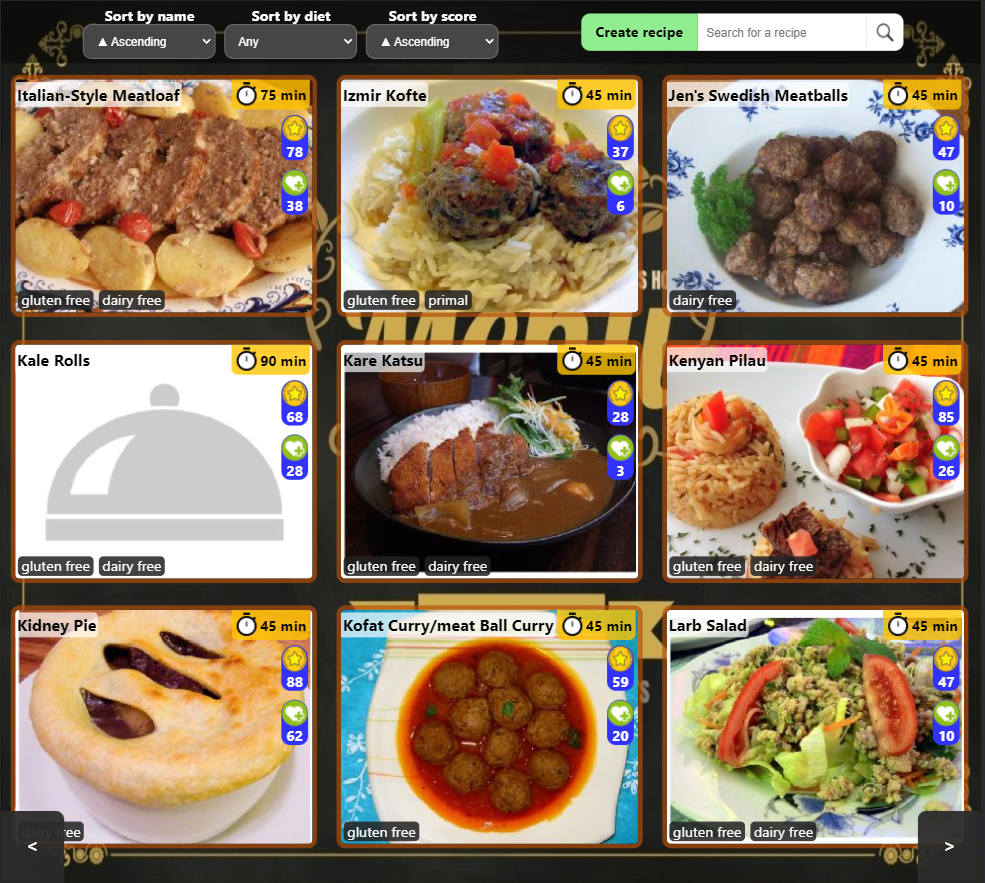 Sort by name
Sort by diet
Sort by score
▲ Ascending
Any
▲ Ascending
Create recipe
Search for a recipe
Italian-Style Meatloaf
75 min
78
38
gluten free
dairy free
Izmir Kofte
45 min
37
6
gluten free
primal
Jen's Swedish Meatballs
45 min
47
10
dairy free
Kale Rolls
90 min
68
28
gluten free
dairy free
Kare Katsu
45 min
28
3
gluten free
dairy free
Kenyan Pilau
45 min
85
26
gluten free
dairy free
Kidney Pie
45 min
88
62
dairy free
Kofat Curry/meat Ball Curry
45 min
59
20
gluten free
Larb Salad
45 min
47
10
gluten free
dairy free
Menu
<
>